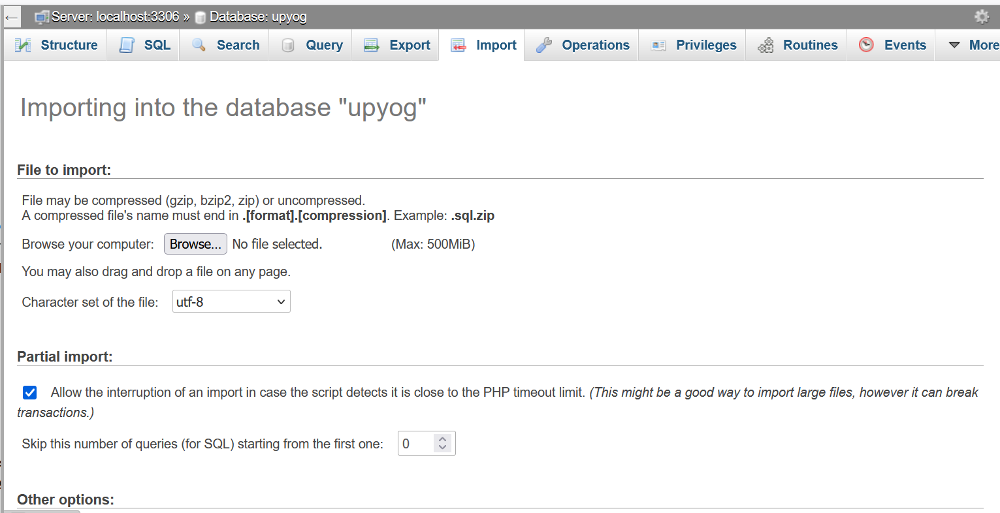 ← Server: localhost:3306 » Database: upyog
Structure SQL Search Query Export Import Operations Privileges Routines Events More
Importing into the database "upyog"
File to import:
File may be compressed (gzip, bzip2, zip) or uncompressed.
A compressed file's name must end in .[format].[compression]. Example: .sql.zip
Browse your computer: Browse... No file selected. (Max: 500MiB)
You may also drag and drop a file on any page.
Character set of the file: utf-8
Partial import:
Allow the interruption of an import in case the script detects it is close to the PHP timeout limit. (This might be a good way to import large files, however it can break
transactions.)
Skip this number of queries (for SQL) starting from the first one: 0
Other options: